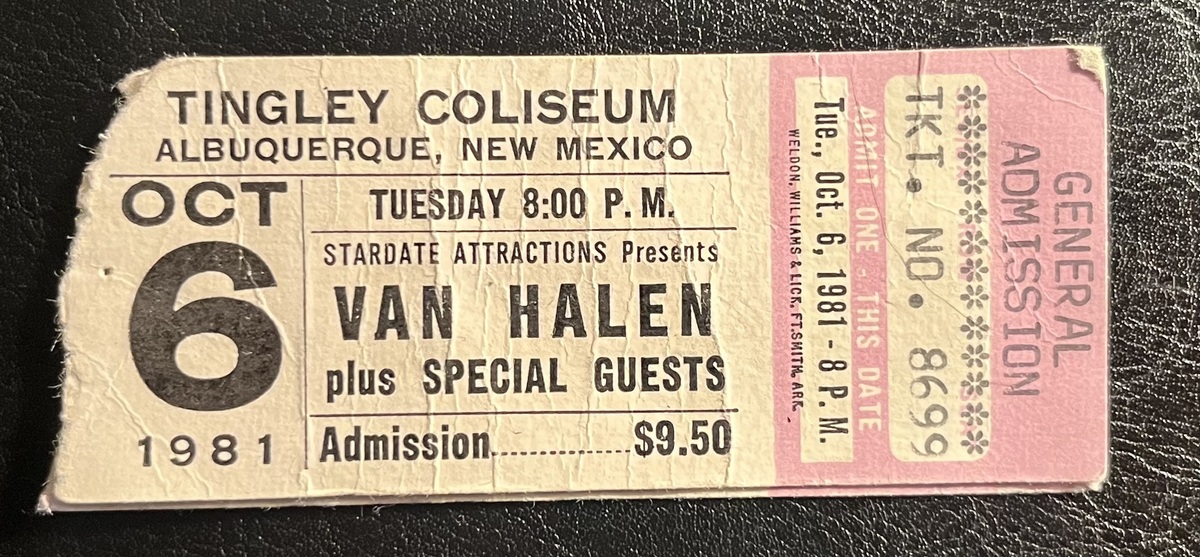 TINGLEY COLISEUM
ALBUQUERQUE, NEW MEXICO
OCT
6
1981
TUESDAY 8:00 P.M.
STARDATE ATTRACTIONS Presents
VAN HALEN
plus SPECIAL GUESTS
Admission..................$9.50
GENERAL
ADMISSION
✲✲✲✲✲✲✲✲✲✲✲✲✲✲✲✲
TKT. NO. 8699
ADMIT ONE - THIS DATE
Tue., Oct. 6, 1981 - 8 P.M.
WELDON, WILLIAMS & LICK, FT.SMITH, ARK.